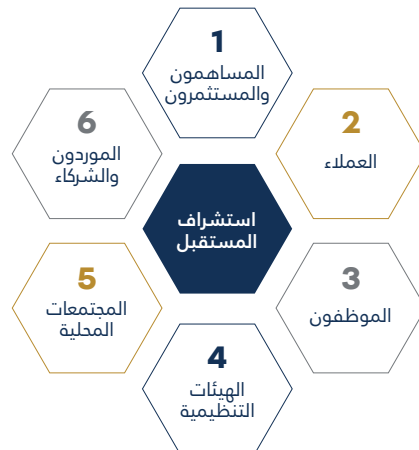 1
المساهمون
والمستثمرون
2
العملاء
3
الموظفون
4
الهيئات
التنظيمية
5
المجتمعات
المحلية
6
الموردون
والشركاء
استشراف
المستقبل